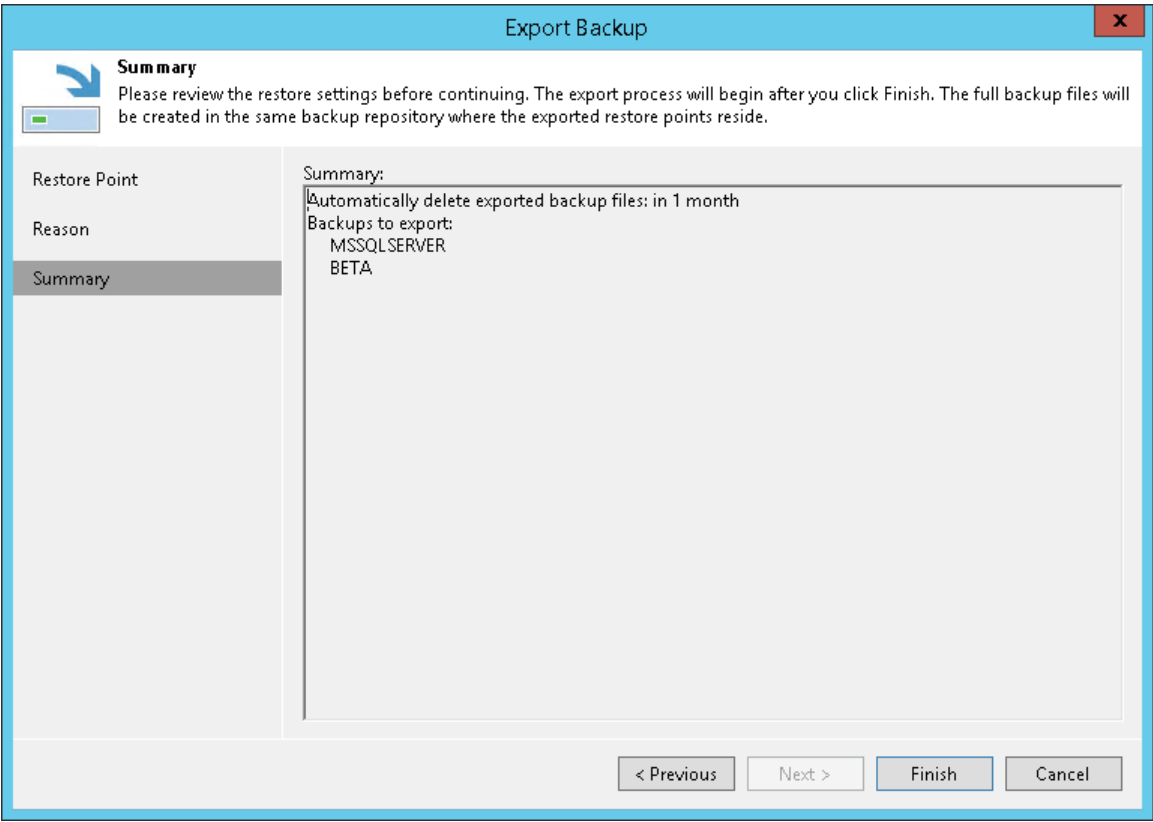 Export Backup
x
Summary
Please review the restore settings before continuing. The export process will begin after you click Finish. The full backup files will
be created in the same backup repository where the exported restore points reside.
Restore Point
Reason
Summary
Summary:
Automatically delete exported backup files: in 1 month
Backups to export:
MSSQLSERVER
BETA
< Previous
Next >
Finish
Cancel